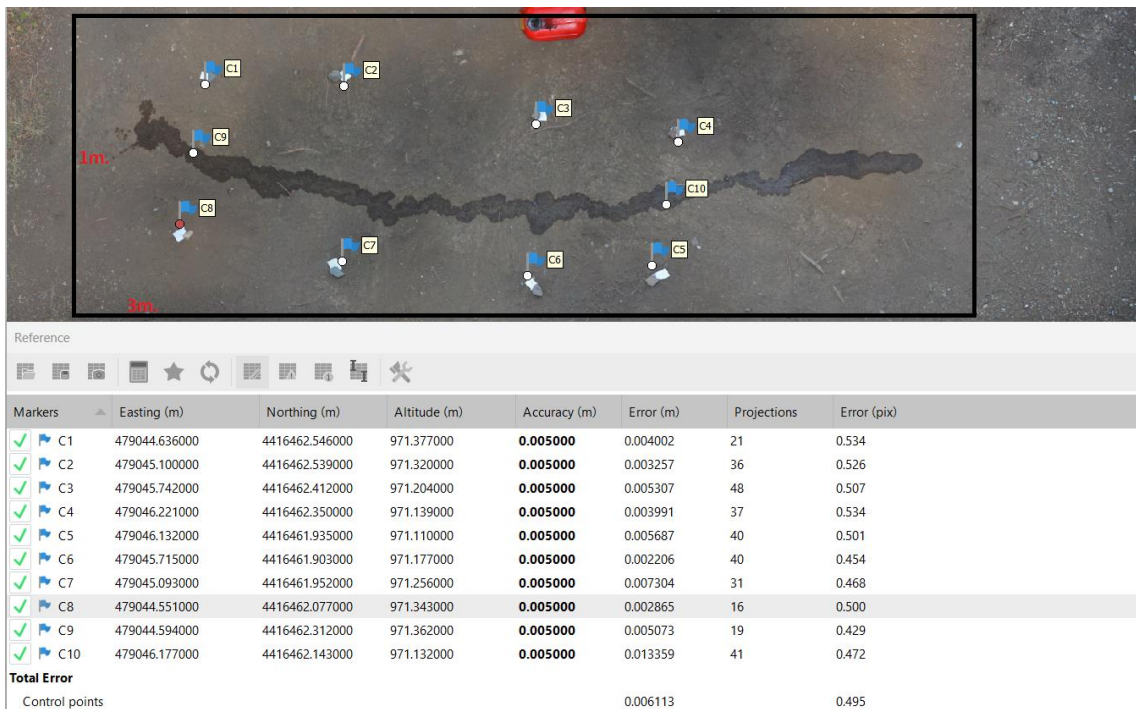 C1
C2
C3
C4
C9
1m.
C10
C8
C7
C5
C6
3m.
Reference
Markers Easting (m) Northing (m) Altitude (m) Accuracy (m) Error (m) Projections Error (pix)
C1 479044.636000 4416462.546000 971.377000 0.005000 0.004002 21 0.534
C2 479045.100000 4416462.539000 971.320000 0.005000 0.003257 36 0.526
C3 479045.742000 4416462.412000 971.204000 0.005000 0.005307 48 0.507
C4 479046.221000 4416462.350000 971.139000 0.005000 0.003991 37 0.534
C5 479046.132000 4416461.935000 971.110000 0.005000 0.005687 40 0.501
C6 479045.715000 4416461.903000 971.177000 0.005000 0.002206 40 0.454
C7 479045.093000 4416461.952000 971.256000 0.005000 0.007304 31 0.468
C8 479044.551000 4416462.077000 971.343000 0.005000 0.002865 16 0.500
C9 479044.594000 4416462.312000 971.362000 0.005000 0.005073 19 0.429
C10 479046.177000 4416462.143000 971.132000 0.005000 0.013359 41 0.472
Total Error
Control points 0.006113 0.495